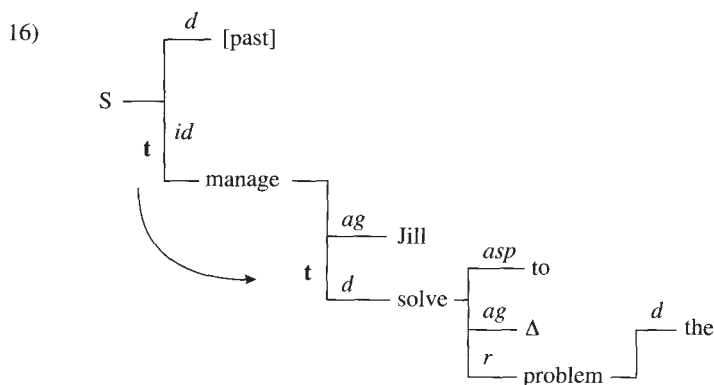 16)
d
[past]
S
id
t
manage
ag
Jill
t
d
solve
asp
to
ag
Δ
d
the
r
problem